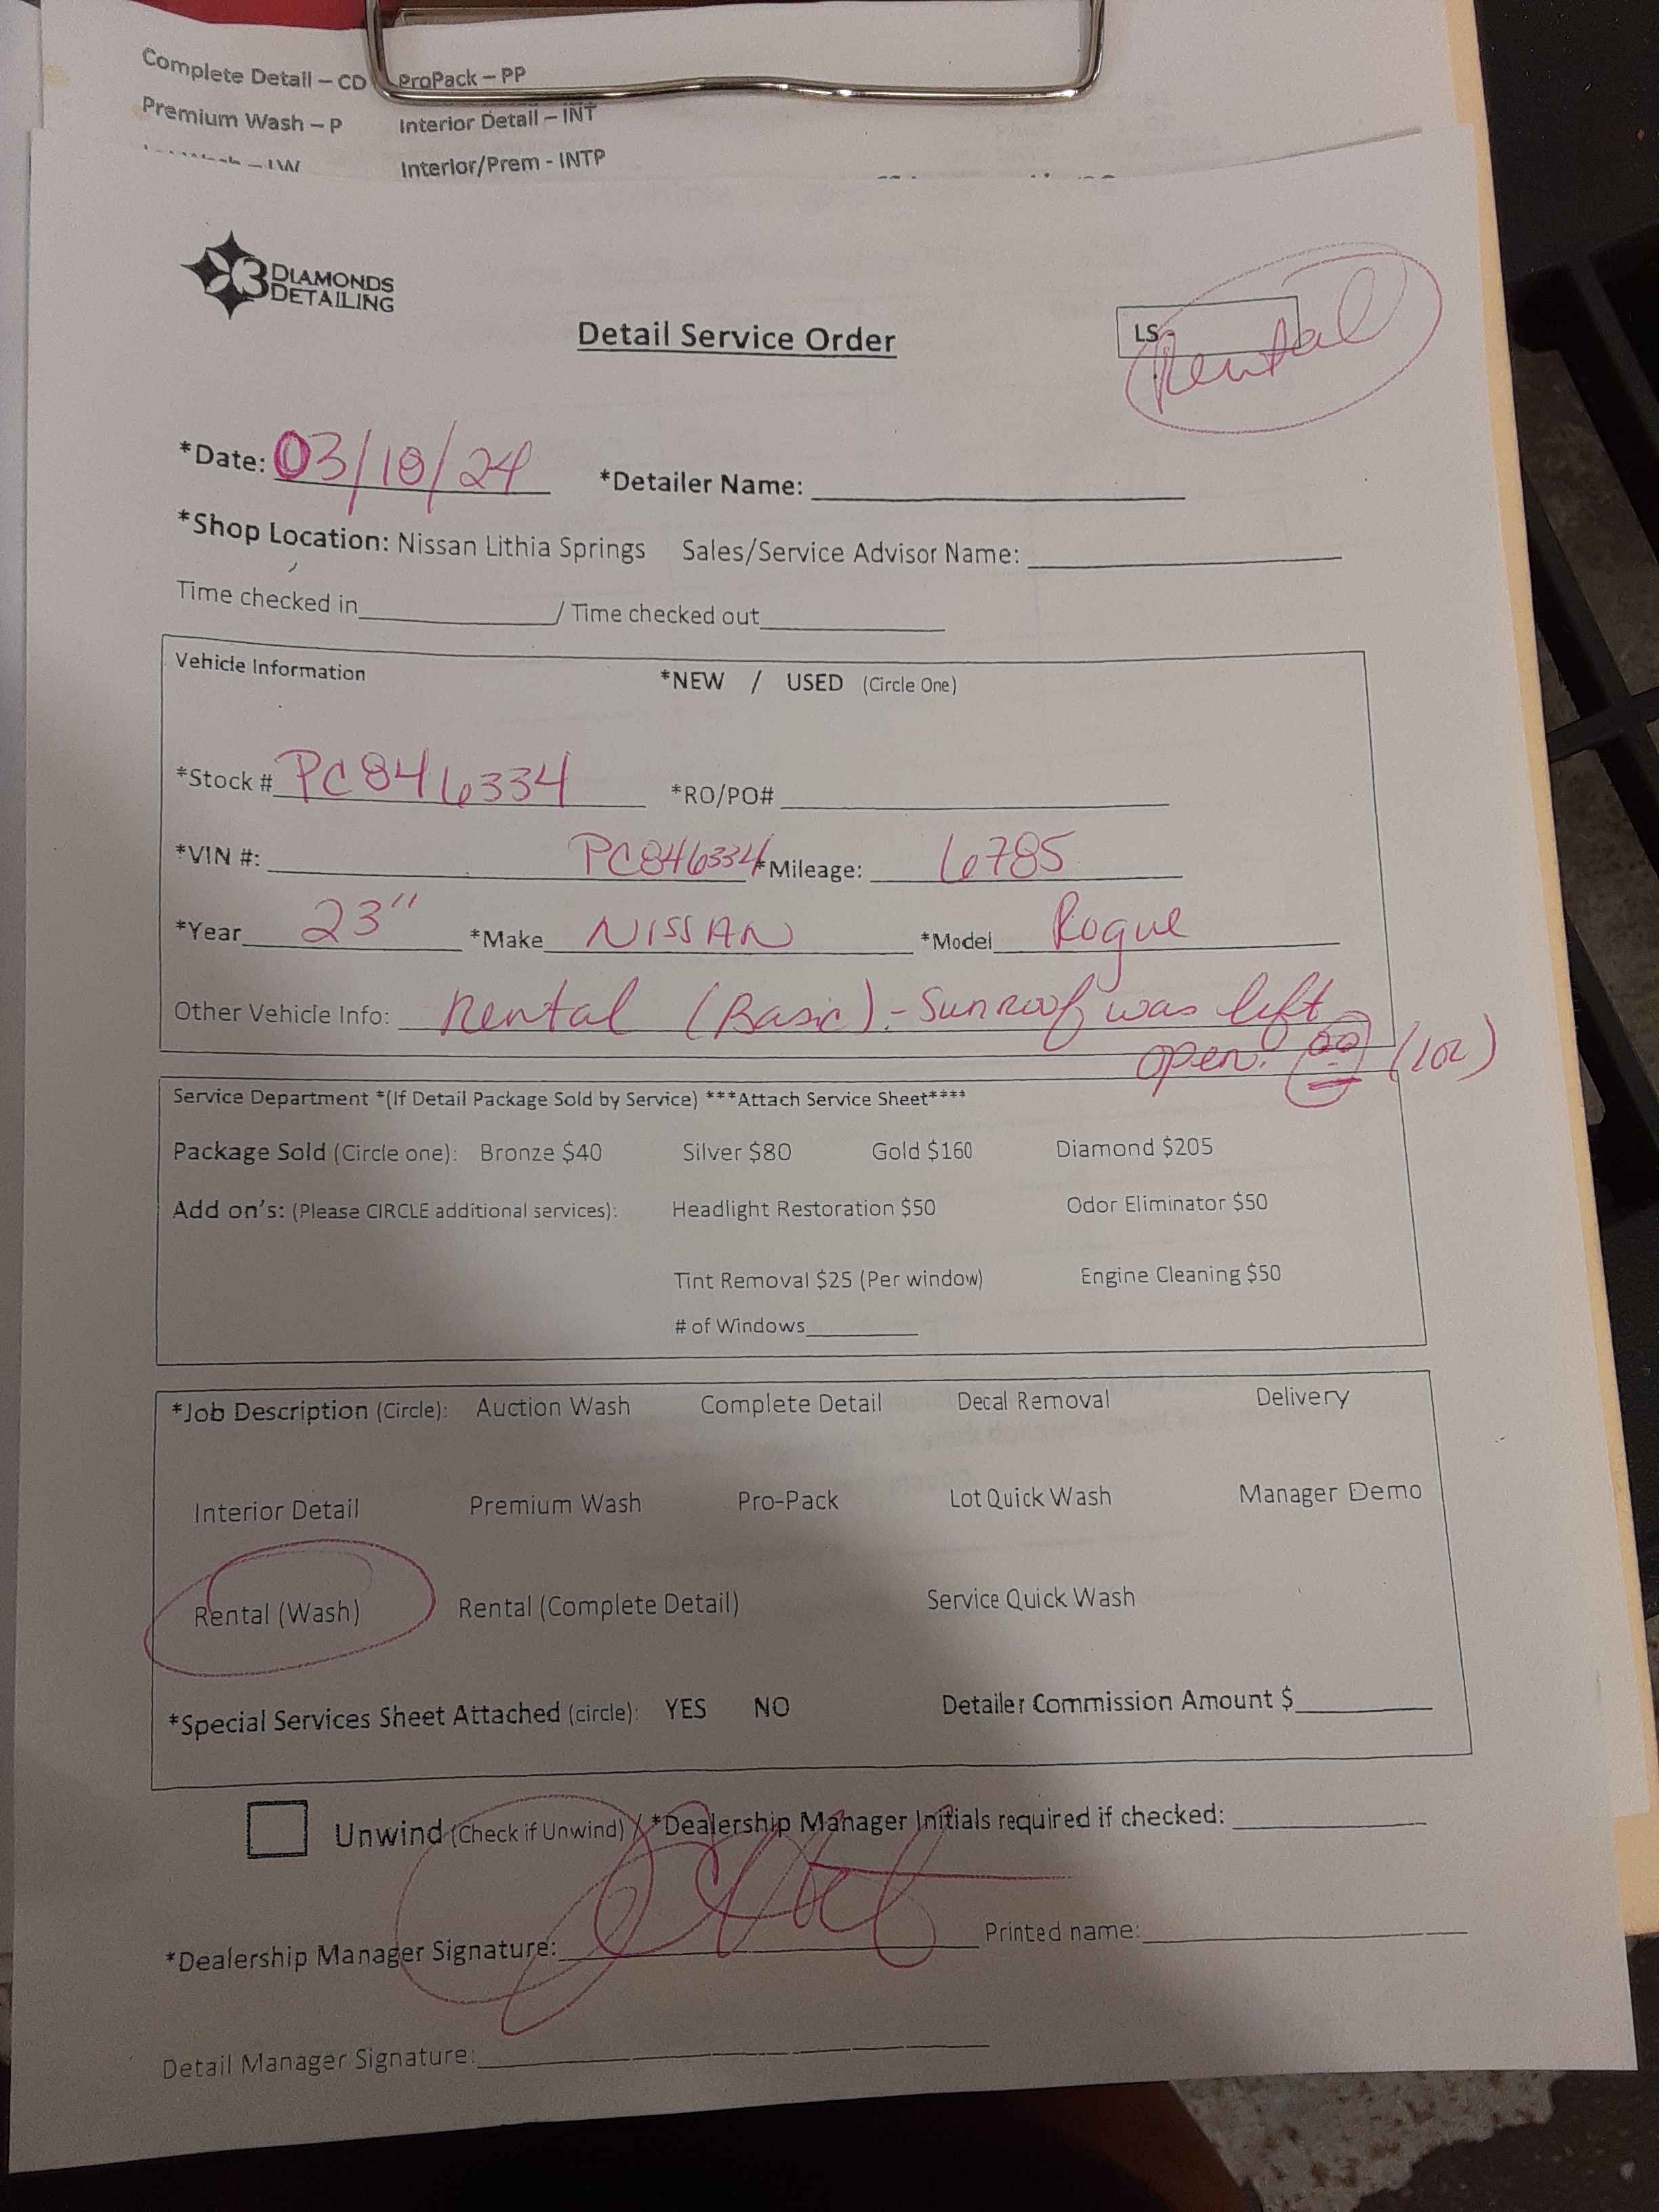 Complete Detail – CD ProPack – PP
Premium Wash – P Interior Detail – INT
Interior/Prem - INTP
3 DIAMONDS
DETAILING
Detail Service Order
LS- Rental
*Date: 03/18/24 *Detailer Name:
*Shop Location: Nissan Lithia Springs Sales/Service Advisor Name:
Time checked in / Time checked out
Vehicle Information *NEW / USED (Circle One)
*Stock # PC846334 *RO/PO#
*VIN #: PC846334 *Mileage: 6785
*Year 23" *Make NISSAN *Model Rogue
Other Vehicle Info: Rental (Basic) - Sunroof was left
open.
Service Department *(If Detail Package Sold by Service) ***Attach Service Sheet****
Package Sold (Circle one): Bronze $40 Silver $80 Gold $160 Diamond $205
Add on's: (Please CIRCLE additional services): Headlight Restoration $50 Odor Eliminator $50
Tint Removal $25 (Per window) Engine Cleaning $50
# of Windows
*Job Description (Circle): Auction Wash Complete Detail Decal Removal Delivery
Interior Detail Premium Wash Pro-Pack Lot Quick Wash Manager Demo
Rental (Wash) Rental (Complete Detail) Service Quick Wash
*Special Services Sheet Attached (circle): YES NO Detailer Commission Amount $
Unwind (Check if Unwind) / *Dealership Manager Initials required if checked:
*Dealership Manager Signature: Printed name:
Detail Manager Signature: